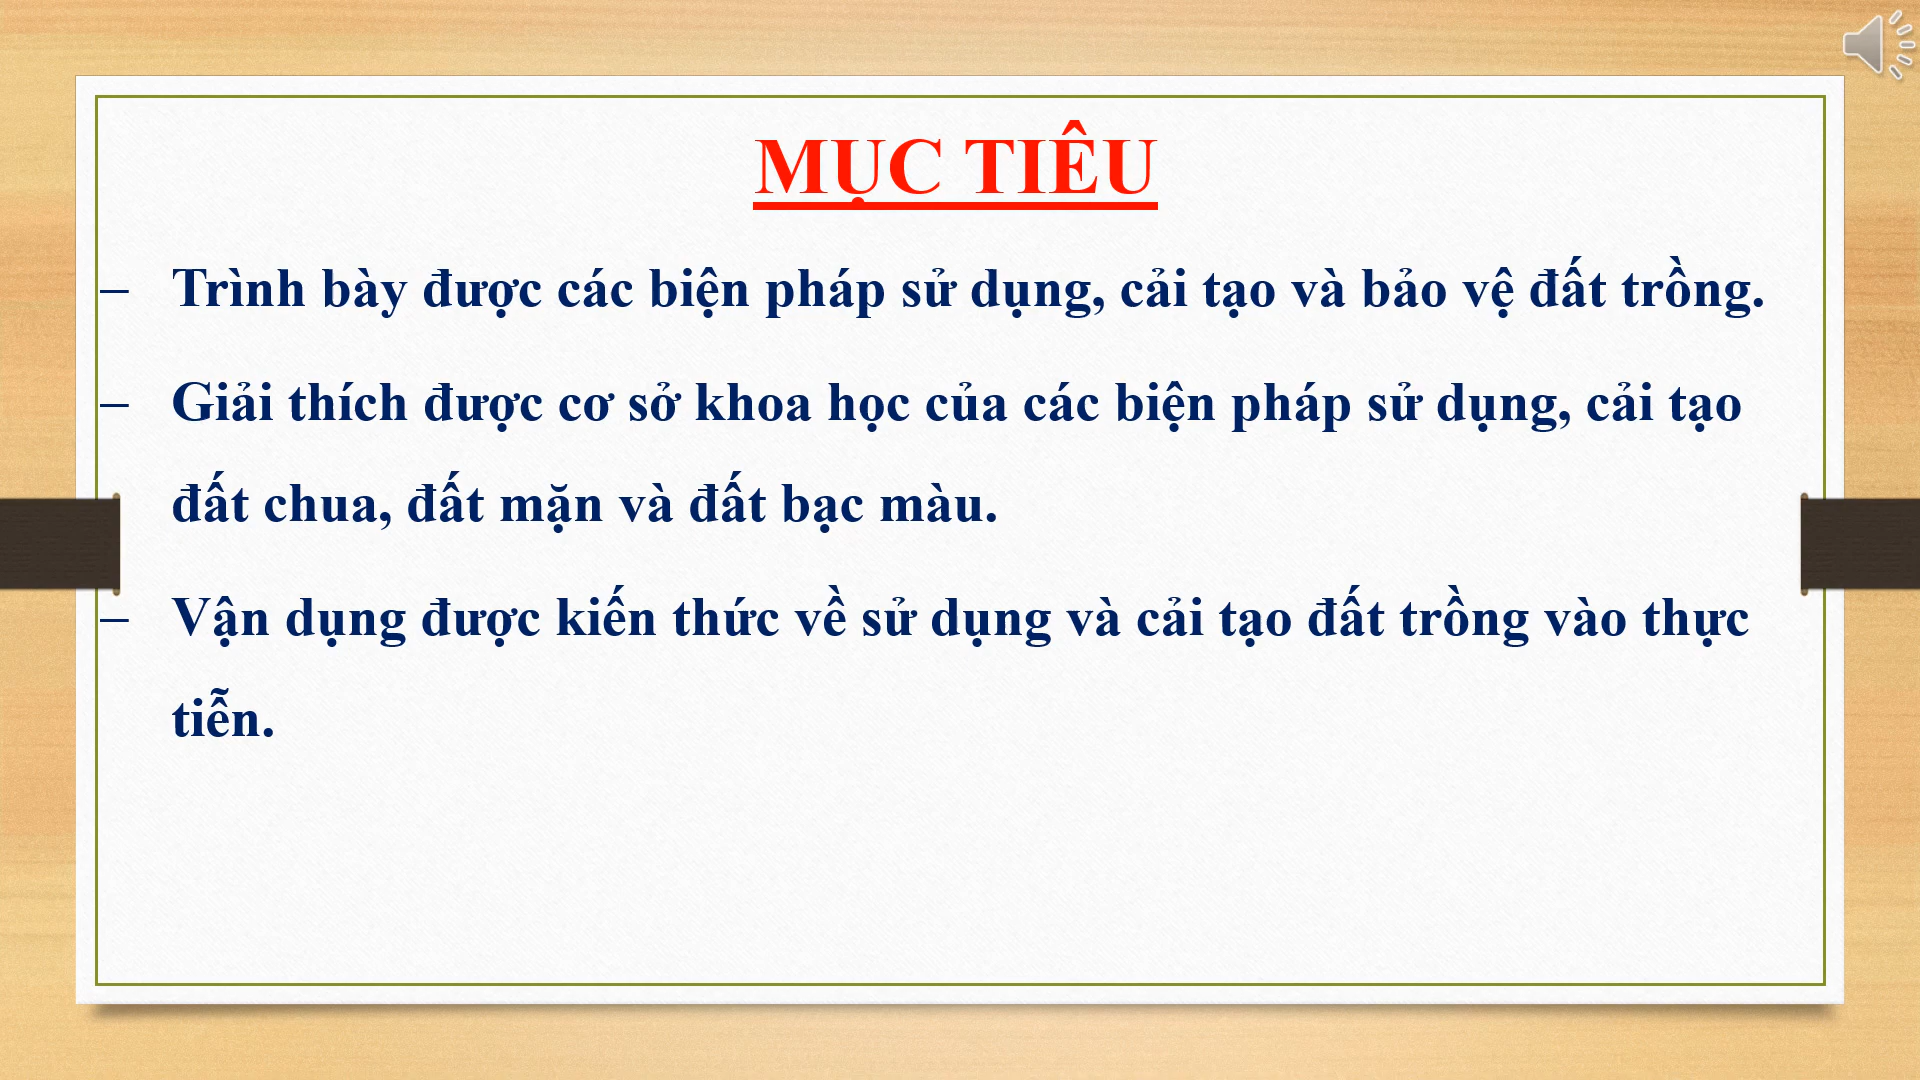 MỤC TIÊU
– Trình bày được các biện pháp sử dụng, cải tạo và bảo vệ đất trồng.
– Giải thích được cơ sở khoa học của các biện pháp sử dụng, cải tạo
đất chua, đất mặn và đất bạc màu.
– Vận dụng được kiến thức về sử dụng và cải tạo đất trồng vào thực
tiễn.